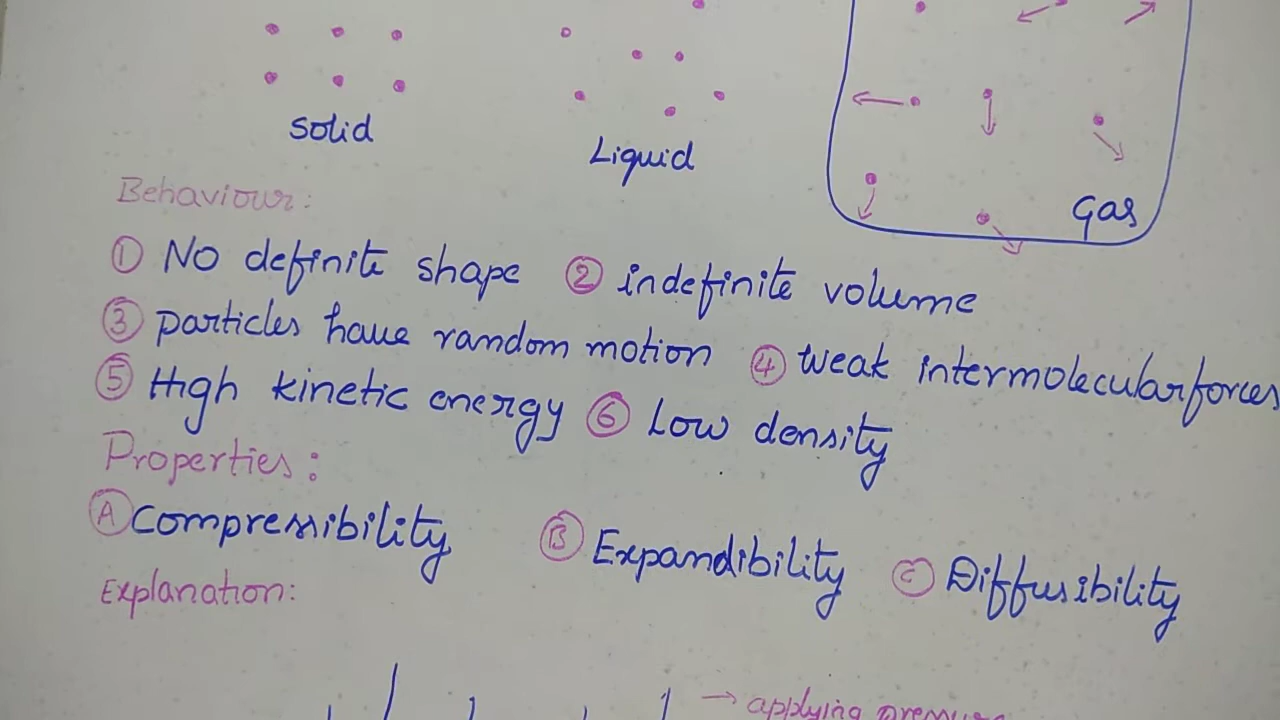 Solid
Liquid
Gas
Behaviour:
① No definite shape ② indefinite volume
③ particles have random motion ④ weak intermolecular forces
⑤ High kinetic energy ⑥ Low density
Properties:
Ⓐ Compressibility Ⓑ Expandibility Ⓒ Diffusibility
Explanation:
→ applying pressure